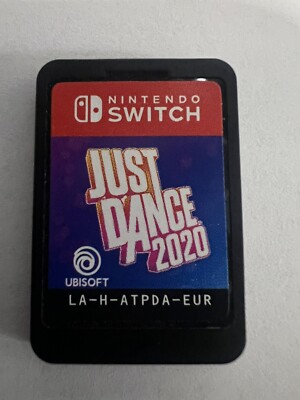 NINTENDO
SWITCH
JUST
DANCE
2020
UBISOFT
LA-H-ATPDA-EUR